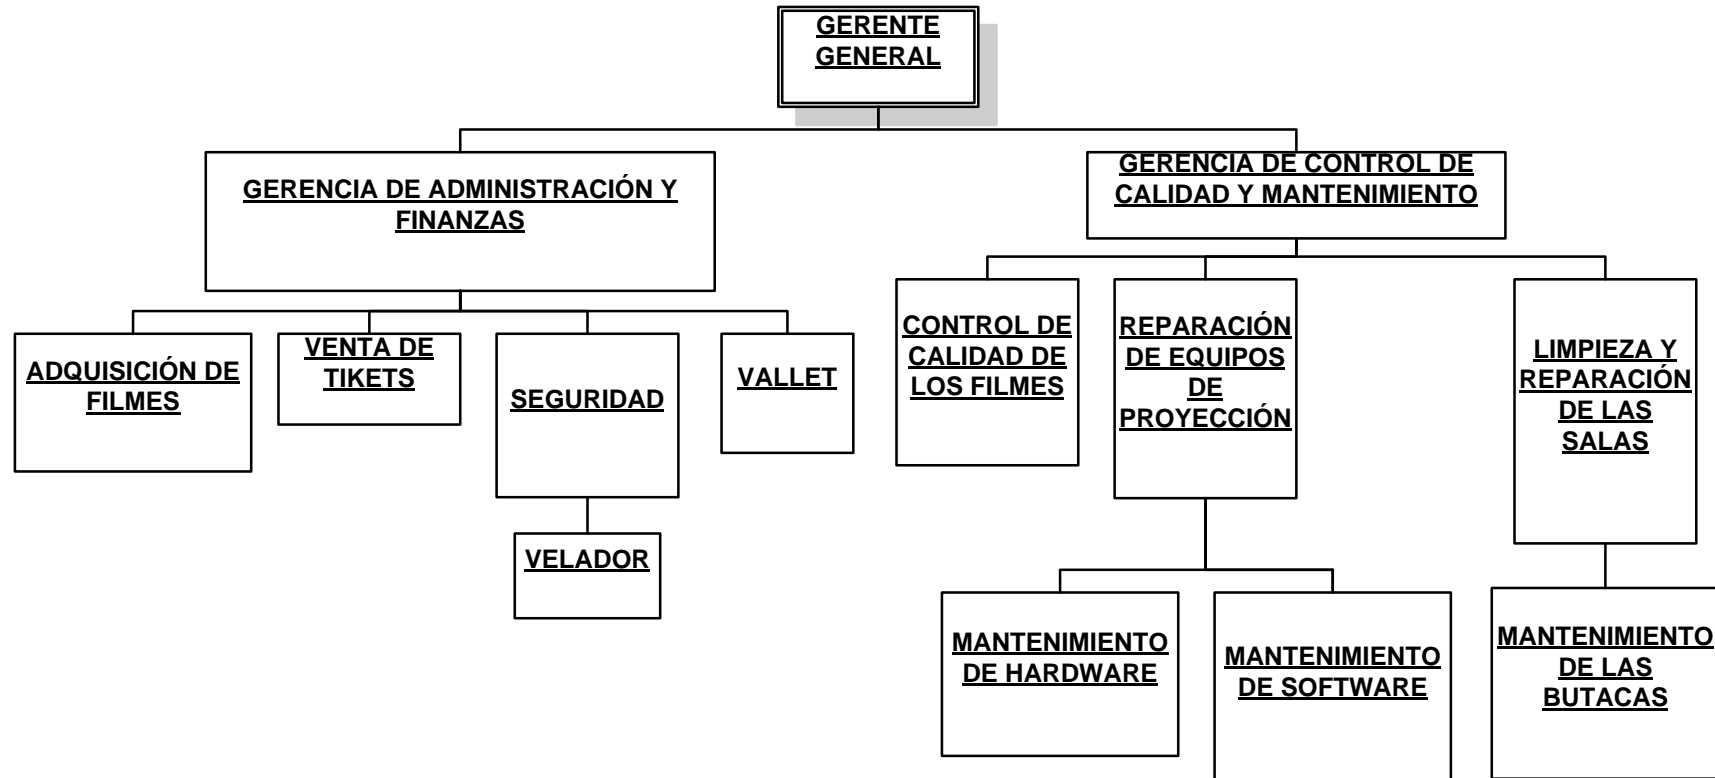 GERENTE
GENERAL
GERENCIA DE ADMINISTRACIÓN Y
FINANZAS
GERENCIA DE CONTROL DE
CALIDAD Y MANTENIMIENTO
ADQUISICIÓN DE
FILMES
VENTA DE
TIKETS
SEGURIDAD
VALLET
CONTROL DE
CALIDAD DE
LOS FILMES
REPARACIÓN
DE EQUIPOS
DE
PROYECCIÓN
LIMPIEZA Y
REPARACIÓN
DE LAS
SALAS
VELADOR
MANTENIMIENTO
DE HARDWARE
MANTENIMIENTO
DE SOFTWARE
MANTENIMIENTO
DE LAS
BUTACAS